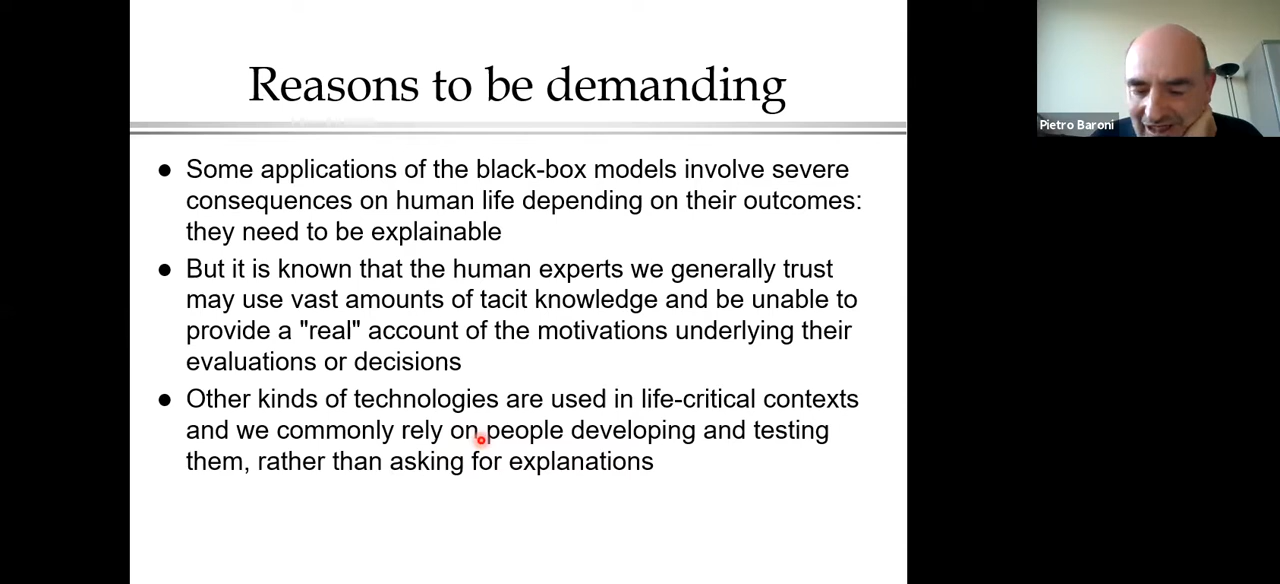 Reasons to be demanding
Pietro Baroni
● Some applications of the black-box models involve severe
consequences on human life depending on their outcomes:
they need to be explainable
● But it is known that the human experts we generally trust
may use vast amounts of tacit knowledge and be unable to
provide a "real" account of the motivations underlying their
evaluations or decisions
● Other kinds of technologies are used in life-critical contexts
and we commonly rely on people developing and testing
them, rather than asking for explanations